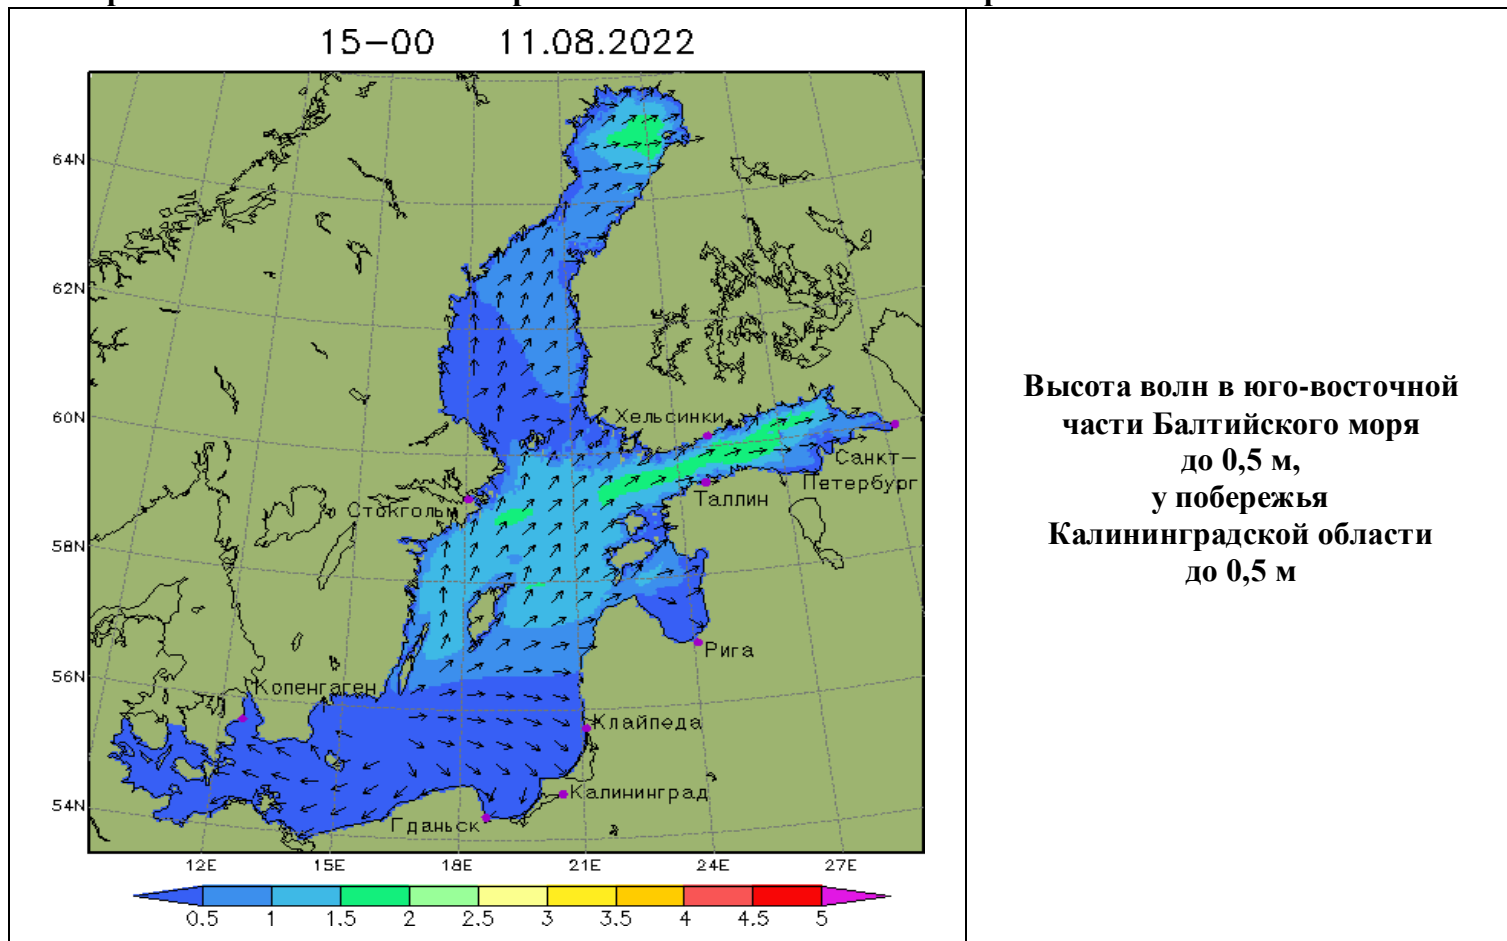 15-00 11.08.2022
64N
62N
60N
58N
56N
54N
Хельсинки
Санкт-
Петербург
Таллин
Стокгольм
Рига
Копенгаген
Клайпеда
Калининград
Гданьск
12E 15E 18E 21E 24E 27E
0.5 1 1.5 2 2.5 3 3.5 4 4.5 5
Высота волн в юго-восточной
части Балтийского моря
до 0,5 м,
у побережья
Калининградской области
до 0,5 м